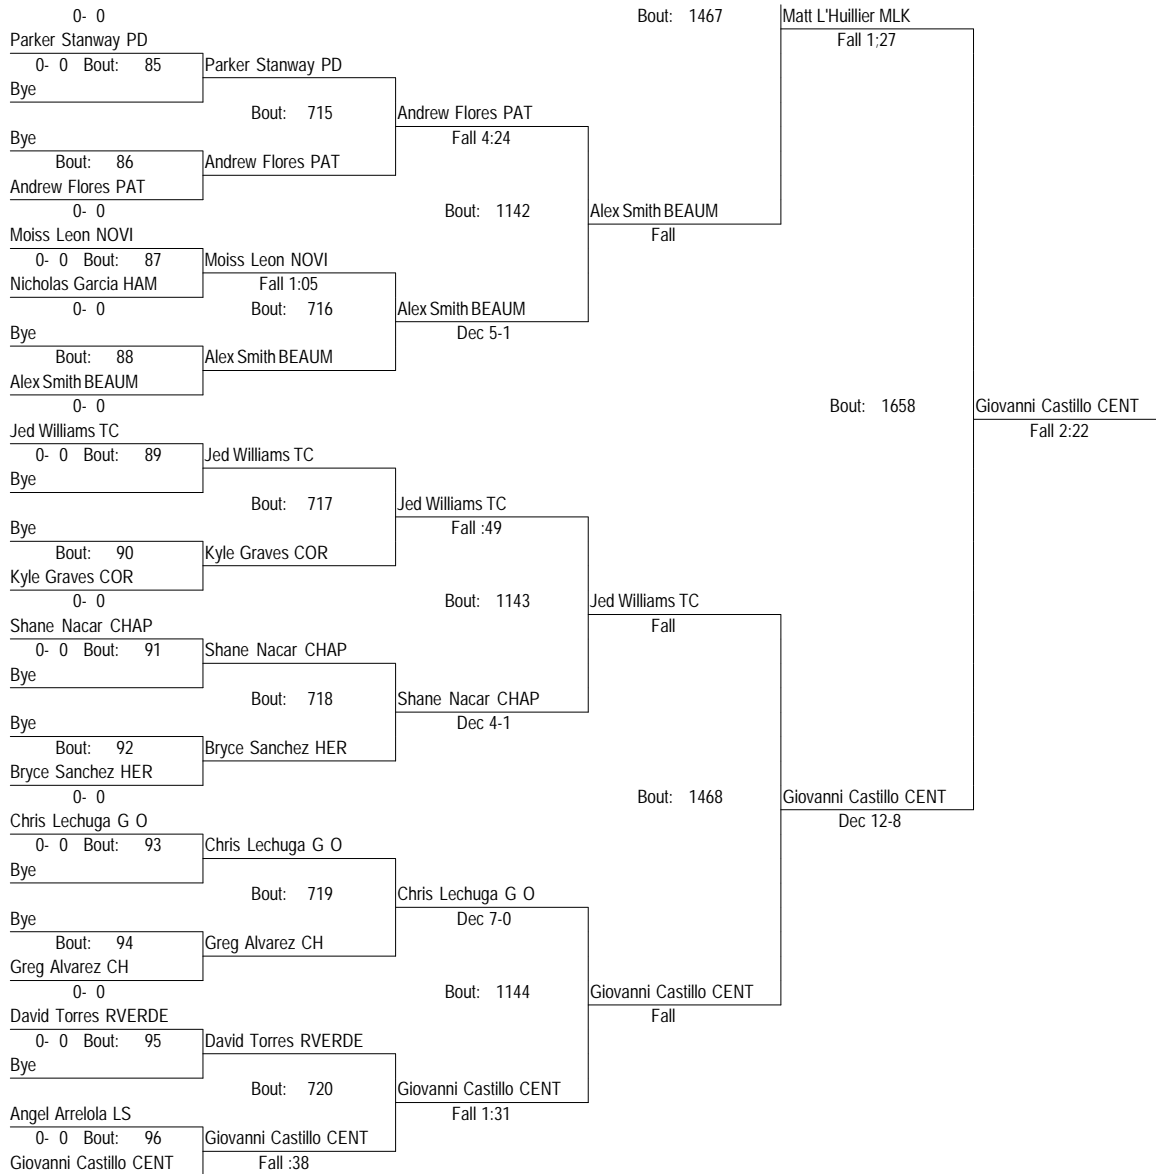 0- 0 Bout: 1467 Matt L'Huillier MLK
Parker Stanway PD Fall 1;27
0- 0 Bout: 85 Parker Stanway PD
Bye
Bout: 715 Andrew Flores PAT
Bye Fall 4:24
Bout: 86 Andrew Flores PAT
Andrew Flores PAT
0- 0 Bout: 1142 Alex Smith BEAUM
Moiss Leon NOVI Fall
0- 0 Bout: 87 Moiss Leon NOVI
Nicholas Garcia HAM Fall 1:05
0- 0 Bout: 716 Alex Smith BEAUM
Bye Dec 5-1
Bout: 88 Alex Smith BEAUM
Alex Smith BEAUM
0- 0 Bout: 1658 Giovanni Castillo CENT
Jed Williams TC Fall 2:22
0- 0 Bout: 89 Jed Williams TC
Bye
Bout: 717 Jed Williams TC
Bye Fall :49
Bout: 90 Kyle Graves COR
Kyle Graves COR
0- 0 Bout: 1143 Jed Williams TC
Shane Nacar CHAP Fall
0- 0 Bout: 91 Shane Nacar CHAP
Bye
Bout: 718 Shane Nacar CHAP
Bye Dec 4-1
Bout: 92 Bryce Sanchez HER
Bryce Sanchez HER
0- 0 Bout: 1468 Giovanni Castillo CENT
Chris Lechuga G O Dec 12-8
0- 0 Bout: 93 Chris Lechuga G O
Bye
Bout: 719 Chris Lechuga G O
Bye Dec 7-0
Bout: 94 Greg Alvarez CH
Greg Alvarez CH
0- 0 Bout: 1144 Giovanni Castillo CENT
David Torres RVERDE Fall
0- 0 Bout: 95 David Torres RVERDE
Bye
Bout: 720 Giovanni Castillo CENT
Angel Arrelola LS Fall 1:31
0- 0 Bout: 96 Giovanni Castillo CENT
Giovanni Castillo CENT Fall :38